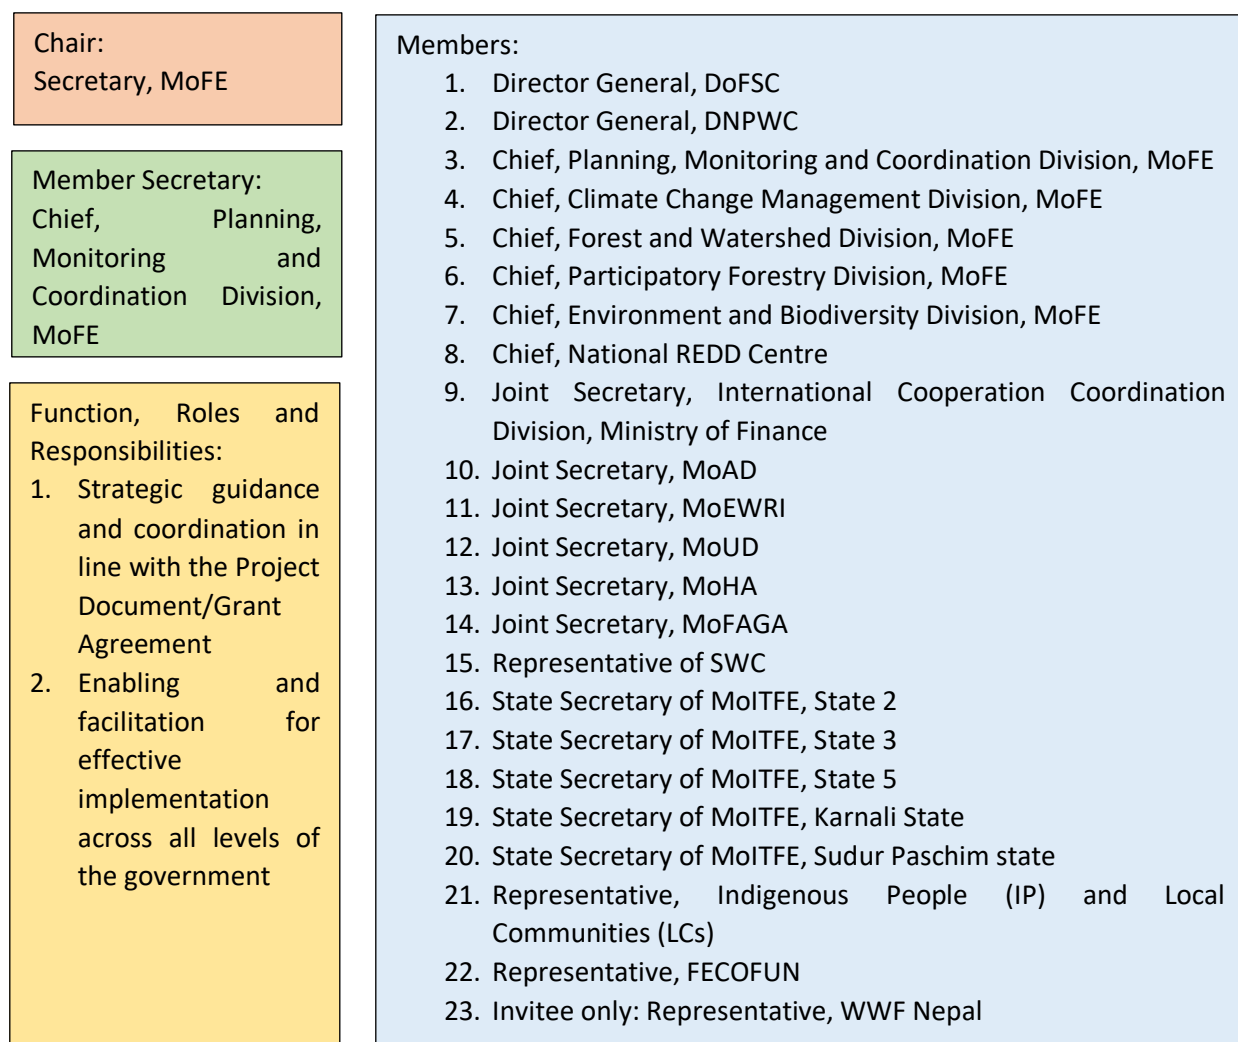 Chair:
Secretary, MoFE
Member Secretary:
Chief, Planning,
Monitoring and
Coordination Division,
MoFE
Function, Roles and
Responsibilities:
1. Strategic guidance
and coordination in
line with the Project
Document/Grant
Agreement
2. Enabling and
facilitation for
effective
implementation
across all levels of
the government
Members:
1. Director General, DoFSC
2. Director General, DNPWC
3. Chief, Planning, Monitoring and Coordination Division, MoFE
4. Chief, Climate Change Management Division, MoFE
5. Chief, Forest and Watershed Division, MoFE
6. Chief, Participatory Forestry Division, MoFE
7. Chief, Environment and Biodiversity Division, MoFE
8. Chief, National REDD Centre
9. Joint Secretary, International Cooperation Coordination
Division, Ministry of Finance
10. Joint Secretary, MoAD
11. Joint Secretary, MoEWRI
12. Joint Secretary, MoUD
13. Joint Secretary, MoHA
14. Joint Secretary, MoFAGA
15. Representative of SWC
16. State Secretary of MoITFE, State 2
17. State Secretary of MoITFE, State 3
18. State Secretary of MoITFE, State 5
19. State Secretary of MoITFE, Karnali State
20. State Secretary of MoITFE, Sudur Paschim state
21. Representative, Indigenous People (IP) and Local
Communities (LCs)
22. Representative, FECOFUN
23. Invitee only: Representative, WWF Nepal